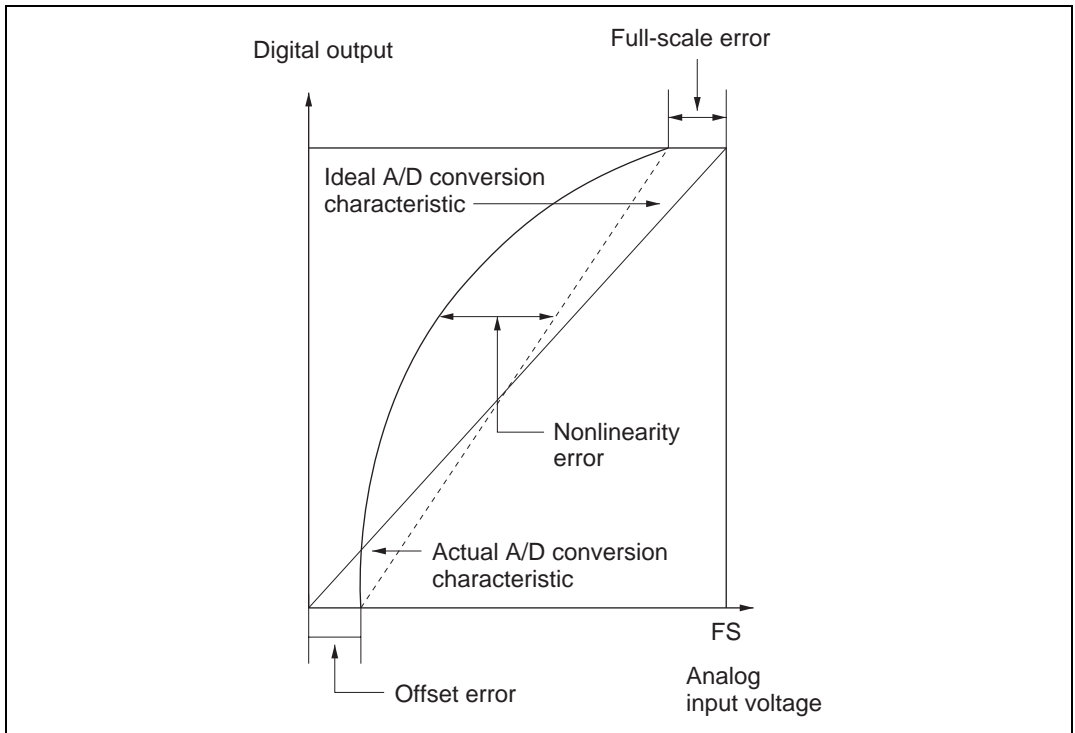 Full-scale error
Digital output
Ideal A/D conversion
characteristic
Nonlinearity
error
Actual A/D conversion
characteristic
FS
Offset error
Analog
input voltage